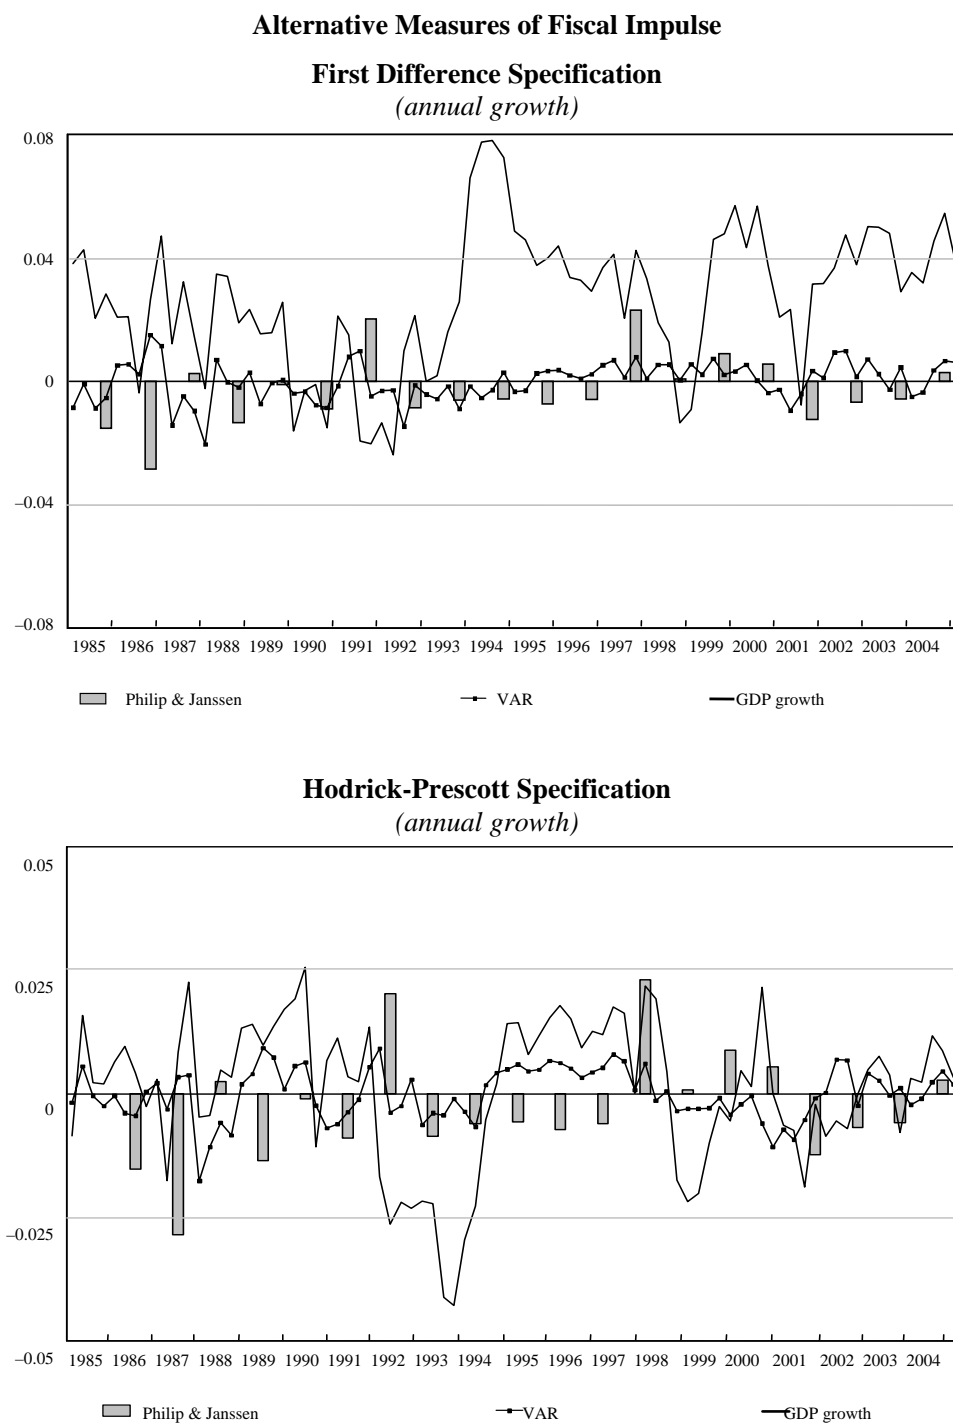 Alternative Measures of Fiscal Impulse
First Difference Specification
(annual growth)
0.08
0.04
0
–0.04
–0.08
1985 1986 1987 1988 1989 1990 1991 1992 1993 1994 1995 1996 1997 1998 1999 2000 2001 2002 2003 2004
Philip & Janssen VAR GDP growth
Hodrick-Prescott Specification
(annual growth)
0.05
0.025
0
–0.025
–0.05
1985 1986 1987 1988 1989 1990 1991 1992 1993 1994 1995 1996 1997 1998 1999 2000 2001 2002 2003 2004
Philip & Janssen VAR GDP growth